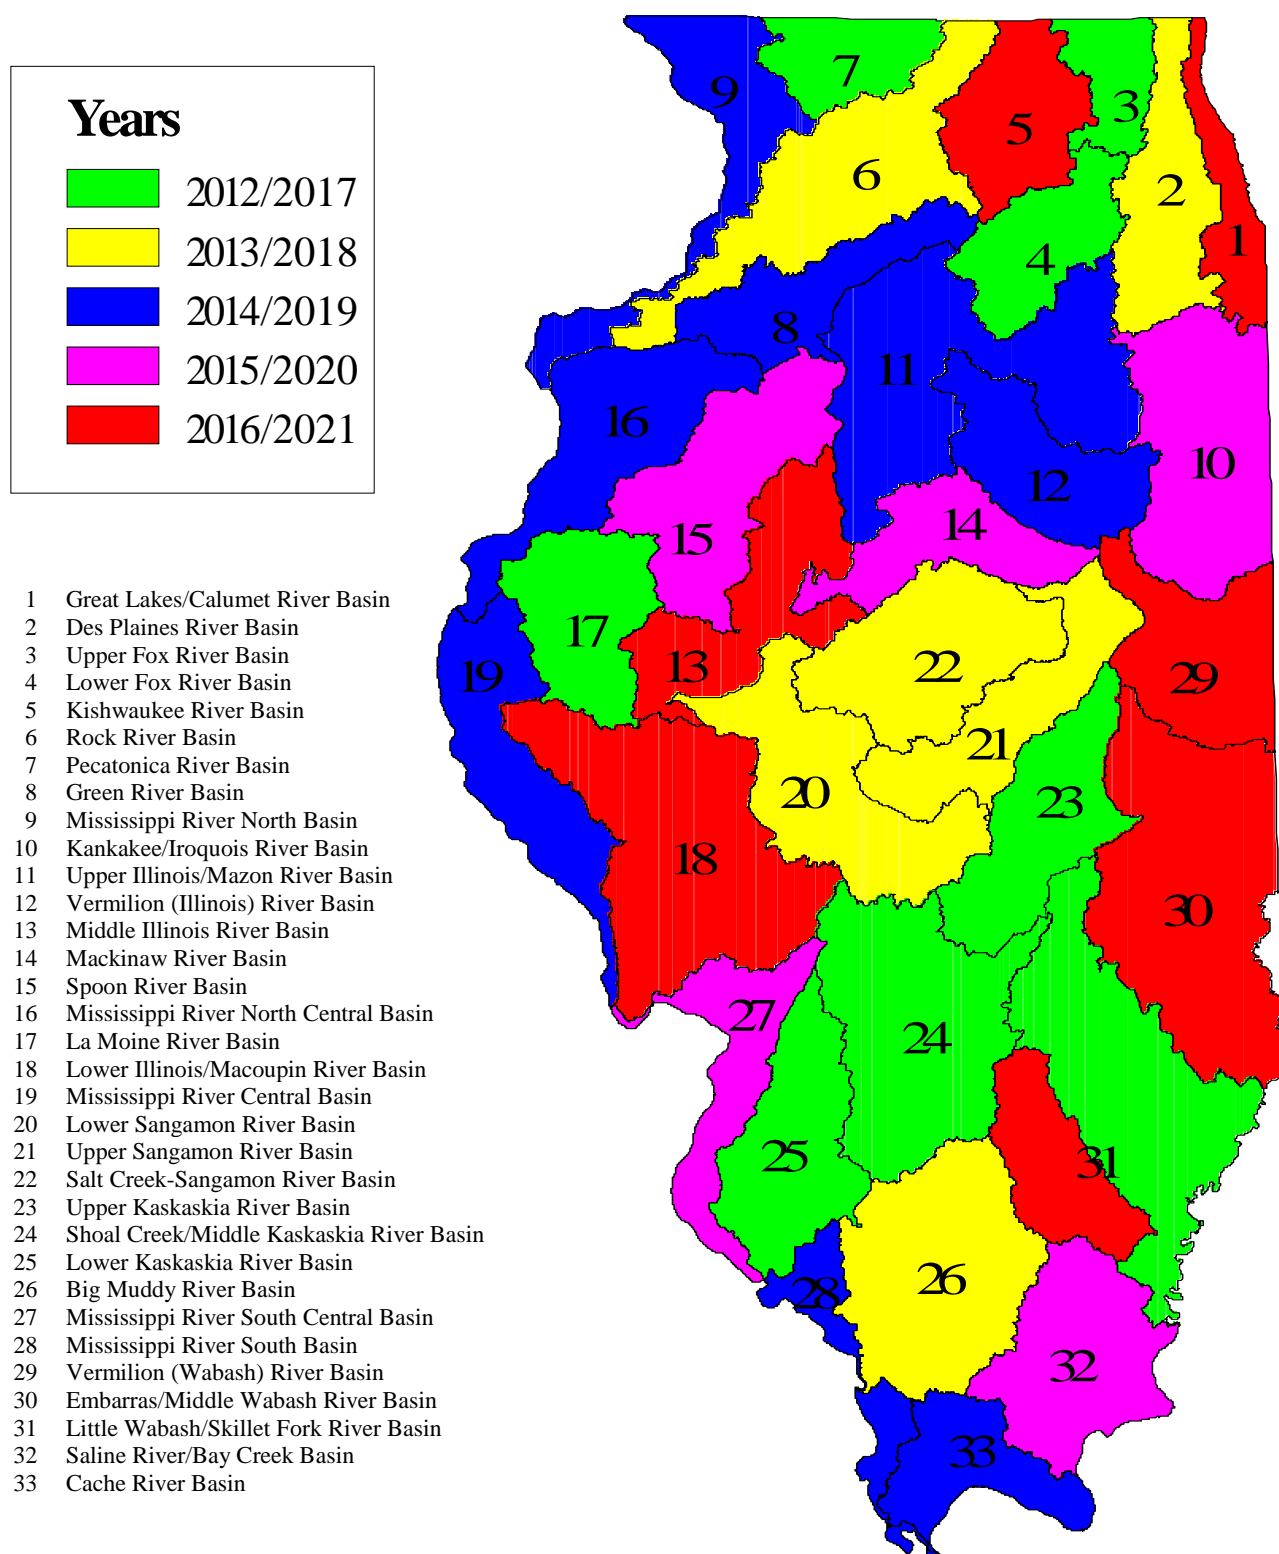 Years
2012/2017
2013/2018
2014/2019
2015/2020
2016/2021
1 Great Lakes/Calumet River Basin
2 Des Plaines River Basin
3 Upper Fox River Basin
4 Lower Fox River Basin
5 Kishwaukee River Basin
6 Rock River Basin
7 Pecatonica River Basin
8 Green River Basin
9 Mississippi River North Basin
10 Kankakee/Iroquois River Basin
11 Upper Illinois/Mazon River Basin
12 Vermilion (Illinois) River Basin
13 Middle Illinois River Basin
14 Mackinaw River Basin
15 Spoon River Basin
16 Mississippi River North Central Basin
17 La Moine River Basin
18 Lower Illinois/Macoupin River Basin
19 Mississippi River Central Basin
20 Lower Sangamon River Basin
21 Upper Sangamon River Basin
22 Salt Creek-Sangamon River Basin
23 Upper Kaskaskia River Basin
24 Shoal Creek/Middle Kaskaskia River Basin
25 Lower Kaskaskia River Basin
26 Big Muddy River Basin
27 Mississippi River South Central Basin
28 Mississippi River South Basin
29 Vermilion (Wabash) River Basin
30 Embarras/Middle Wabash River Basin
31 Little Wabash/Skillet Fork River Basin
32 Saline River/Bay Creek Basin
33 Cache River Basin
7
9
3
5
6
2
1
4
8
11
16
10
12
14
15
17
13
22
19
29
21
20
23
18
30
27
24
25
31
26
28
32
33